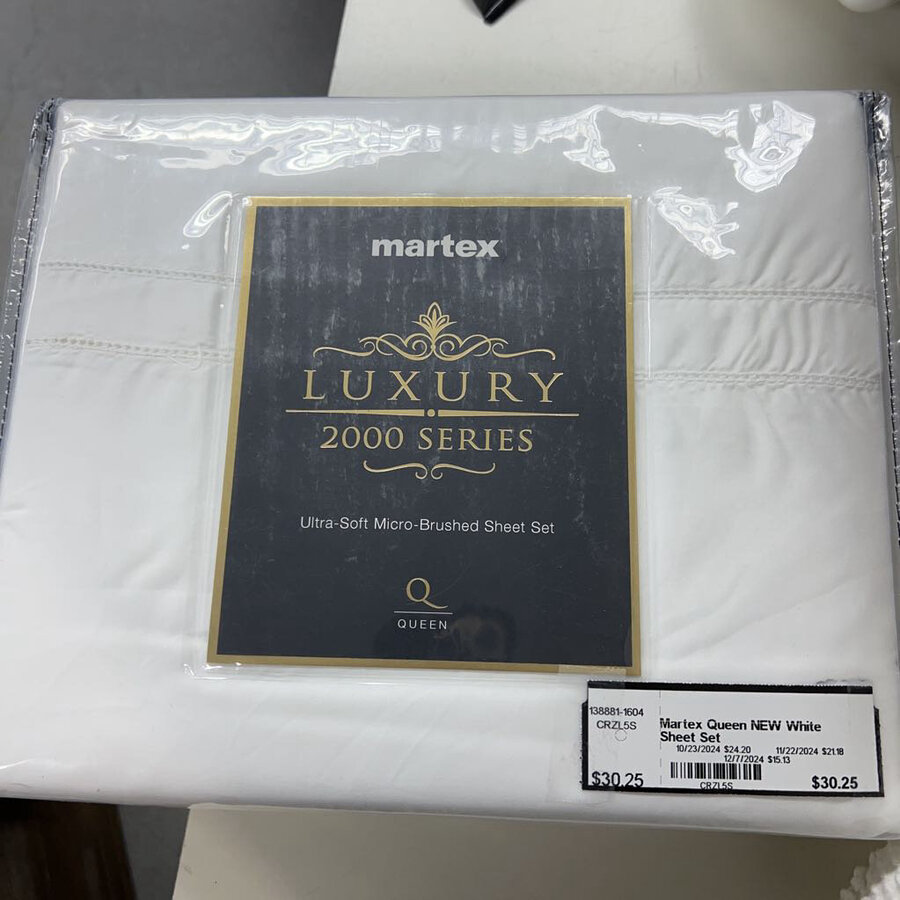 martex
LUXURY
2000 SERIES
Ultra-Soft Micro-Brushed Sheet Set
Q
QUEEN
138881-1604
CRZL5S
Martex Queen NEW White
Sheet Set
10/23/2024 $24.20 11/22/2024 $21.18
12/7/2024 $15.13
$30.25
CRZL5S
$30.25